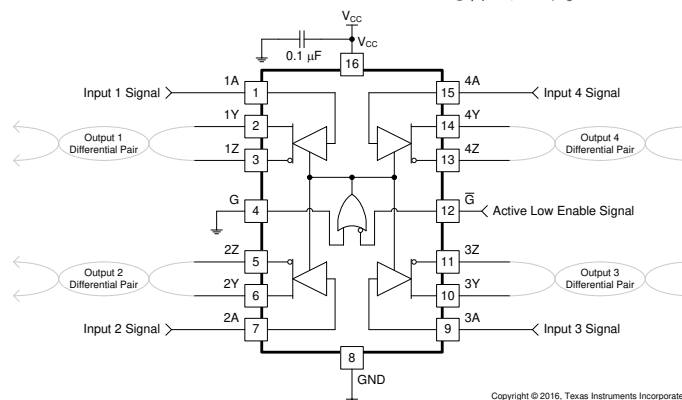 VCC
VCC
0.1 μF
16
1A
4A
Input 1 Signal
1
15
Input 4 Signal
1Y
4Y
2
14
Output 1
Differential Pair
Output 4
Differential Pair
1Z
4Z
3
13
G
G̅
4
12
Active Low Enable Signal
2Z
3Z
5
11
Output 2
Differential Pair
Output 3
Differential Pair
2Y
3Y
6
10
2A
3A
Input 2 Signal
7
9
Input 3 Signal
8
GND
Copyright © 2016, Texas Instruments Incorporate